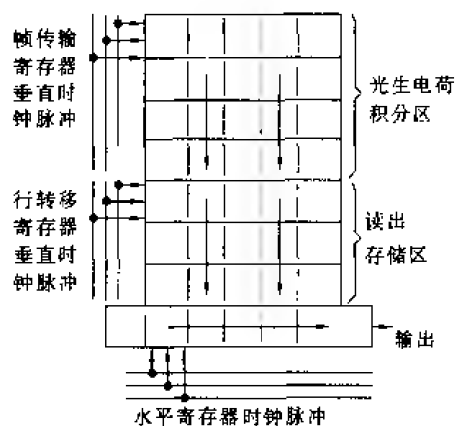 帧传输
寄存器
垂直时
钟脉冲
光生电荷
积分区
行转移
寄存器
垂直时
钟脉冲
读出
存储区
输出
水平寄存器时钟脉冲